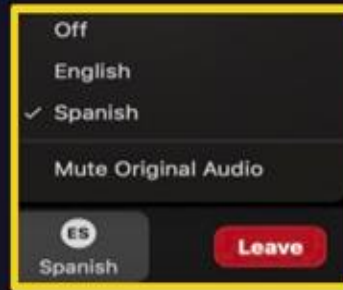 Off
English
✓ Spanish
Mute Original Audio
ES
Spanish
Leave